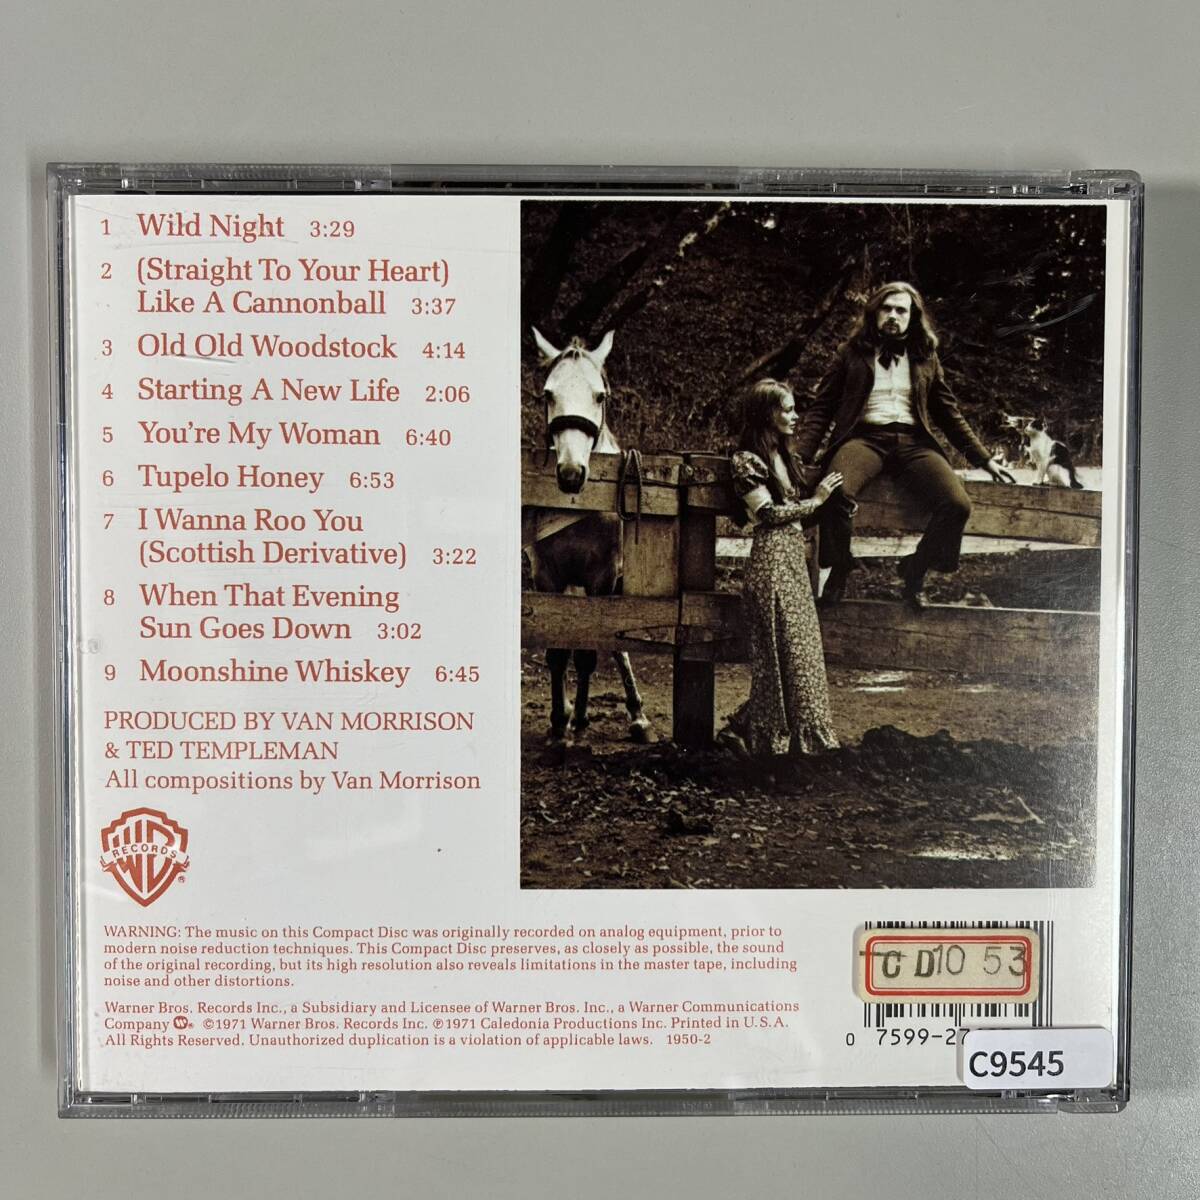 1 Wild Night 3:29
2 (Straight To Your Heart)
Like A Cannonball 3:37
3 Old Old Woodstock 4:14
4 Starting A New Life 2:06
5 You're My Woman 6:40
6 Tupelo Honey 6:53
7 I Wanna Roo You
(Scottish Derivative) 3:22
8 When That Evening
Sun Goes Down 3:02
9 Moonshine Whiskey 6:45
PRODUCED BY VAN MORRISON
& TED TEMPLEMAN
All compositions by Van Morrison
WB
RECORDS
®
WARNING: The music on this Compact Disc was originally recorded on analog equipment, prior to
modern noise reduction techniques. This Compact Disc preserves, as closely as possible, the sound
of the original recording, but its high resolution also reveals limitations in the master tape, including
noise and other distortions.
Warner Bros. Records Inc., a Subsidiary and Licensee of Warner Bros. Inc., a Warner Communications
Company ®. ©1971 Warner Bros. Records Inc. ℗1971 Caledonia Productions Inc. Printed in U.S.A.
All Rights Reserved. Unauthorized duplication is a violation of applicable laws. 1950-2
CD10 53
0 7599-27
C9545